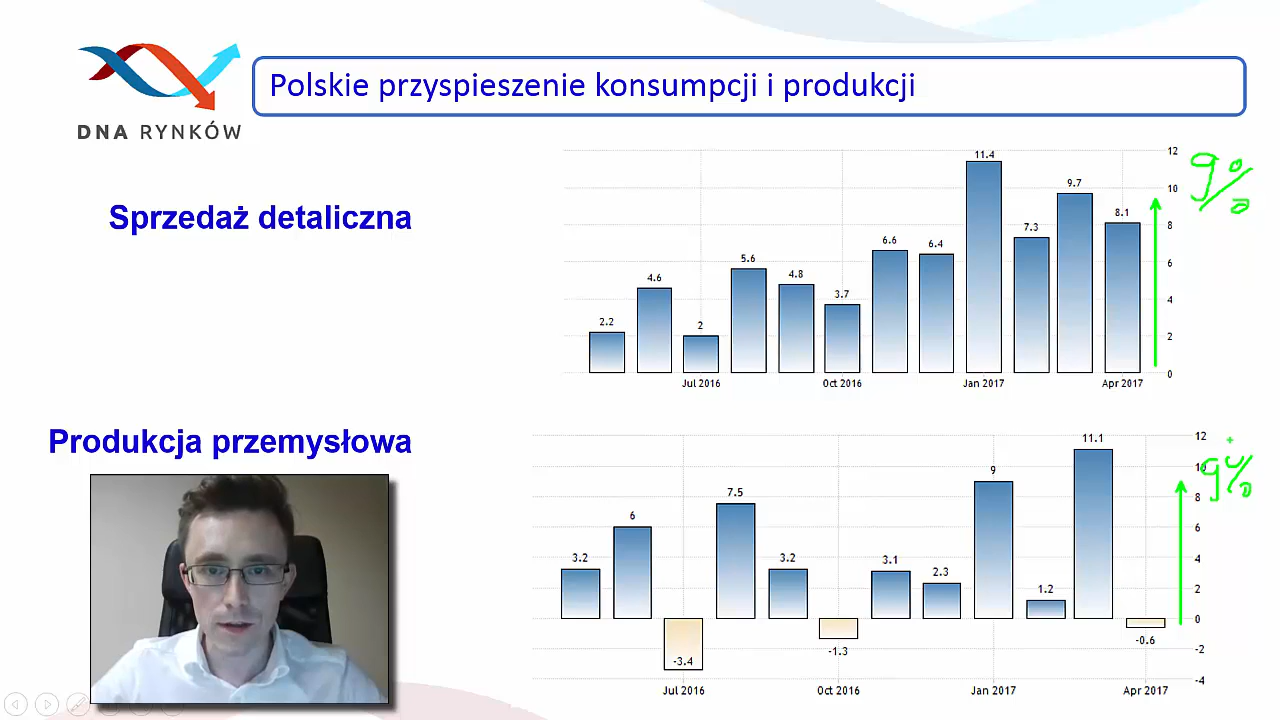 DNA RYNKÓW
Polskie przyspieszenie konsumpcji i produkcji
Sprzedaż detaliczna
2.2 4.6 2 5.6 4.8 3.7 6.6 6.4 11.4 7.3 9.7 8.1
12
10
8
6
4
2
0
9%
Jul 2016 Oct 2016 Jan 2017 Apr 2017
Produkcja przemysłowa
3.2 6 -3.4 7.5 3.2 -1.3 3.1 2.3 9 1.2 11.1 -0.6
12
10
8
6
4
2
0
-2
-4
9%
Jul 2016 Oct 2016 Jan 2017 Apr 2017